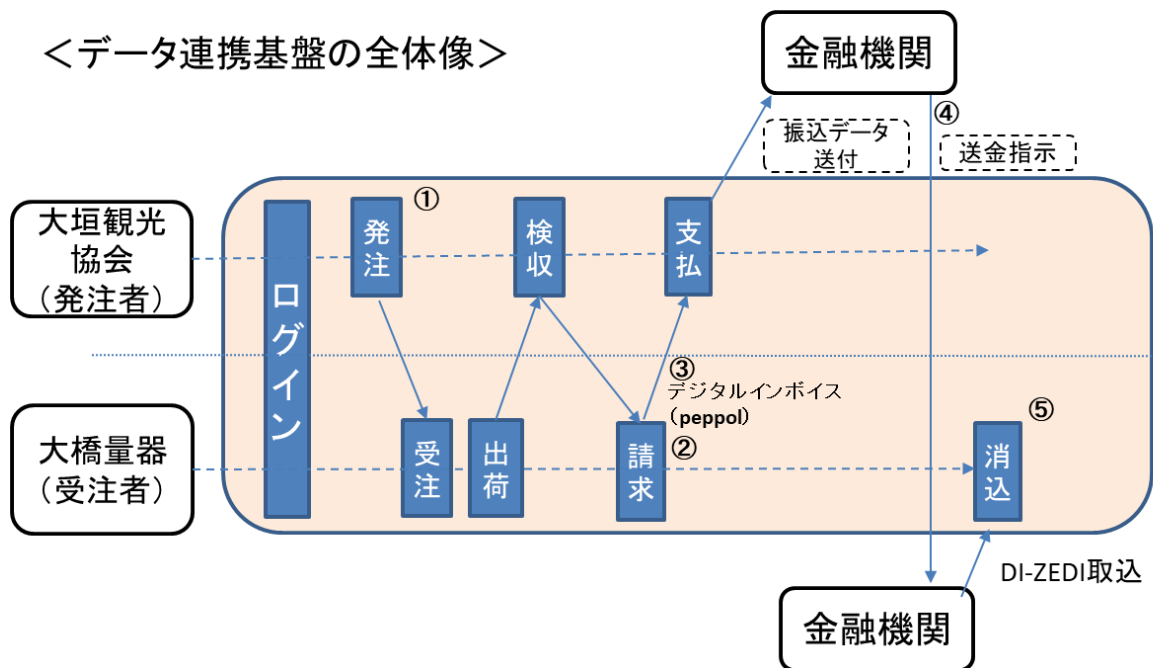 ＜データ連携基盤の全体像＞
金融機関
④
振込データ
送付
送金指示
大垣観光
協会
（発注者）
ログイン
発注
①
検収
支払
③
デジタルインボイス
（peppol）
大橋量器
（受注者）
受注
出荷
請求
②
⑤
消込
DI-ZEDI取込
金融機関